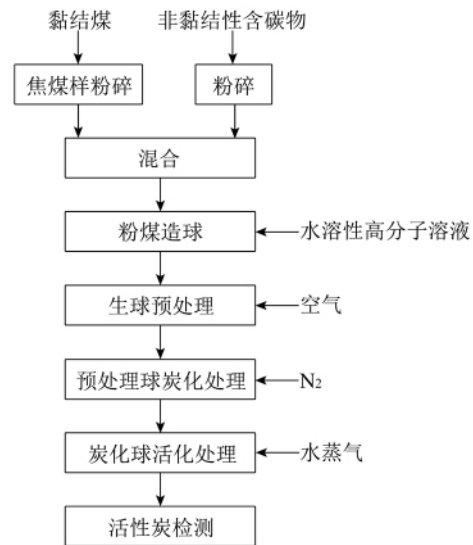 黏结煤
非黏结性含碳物
焦煤样粉碎
粉碎
混合
粉煤造球
水溶性高分子溶液
生球预处理
空气
预处理球炭化处理
N₂
炭化球活化处理
水蒸气
活性炭检测